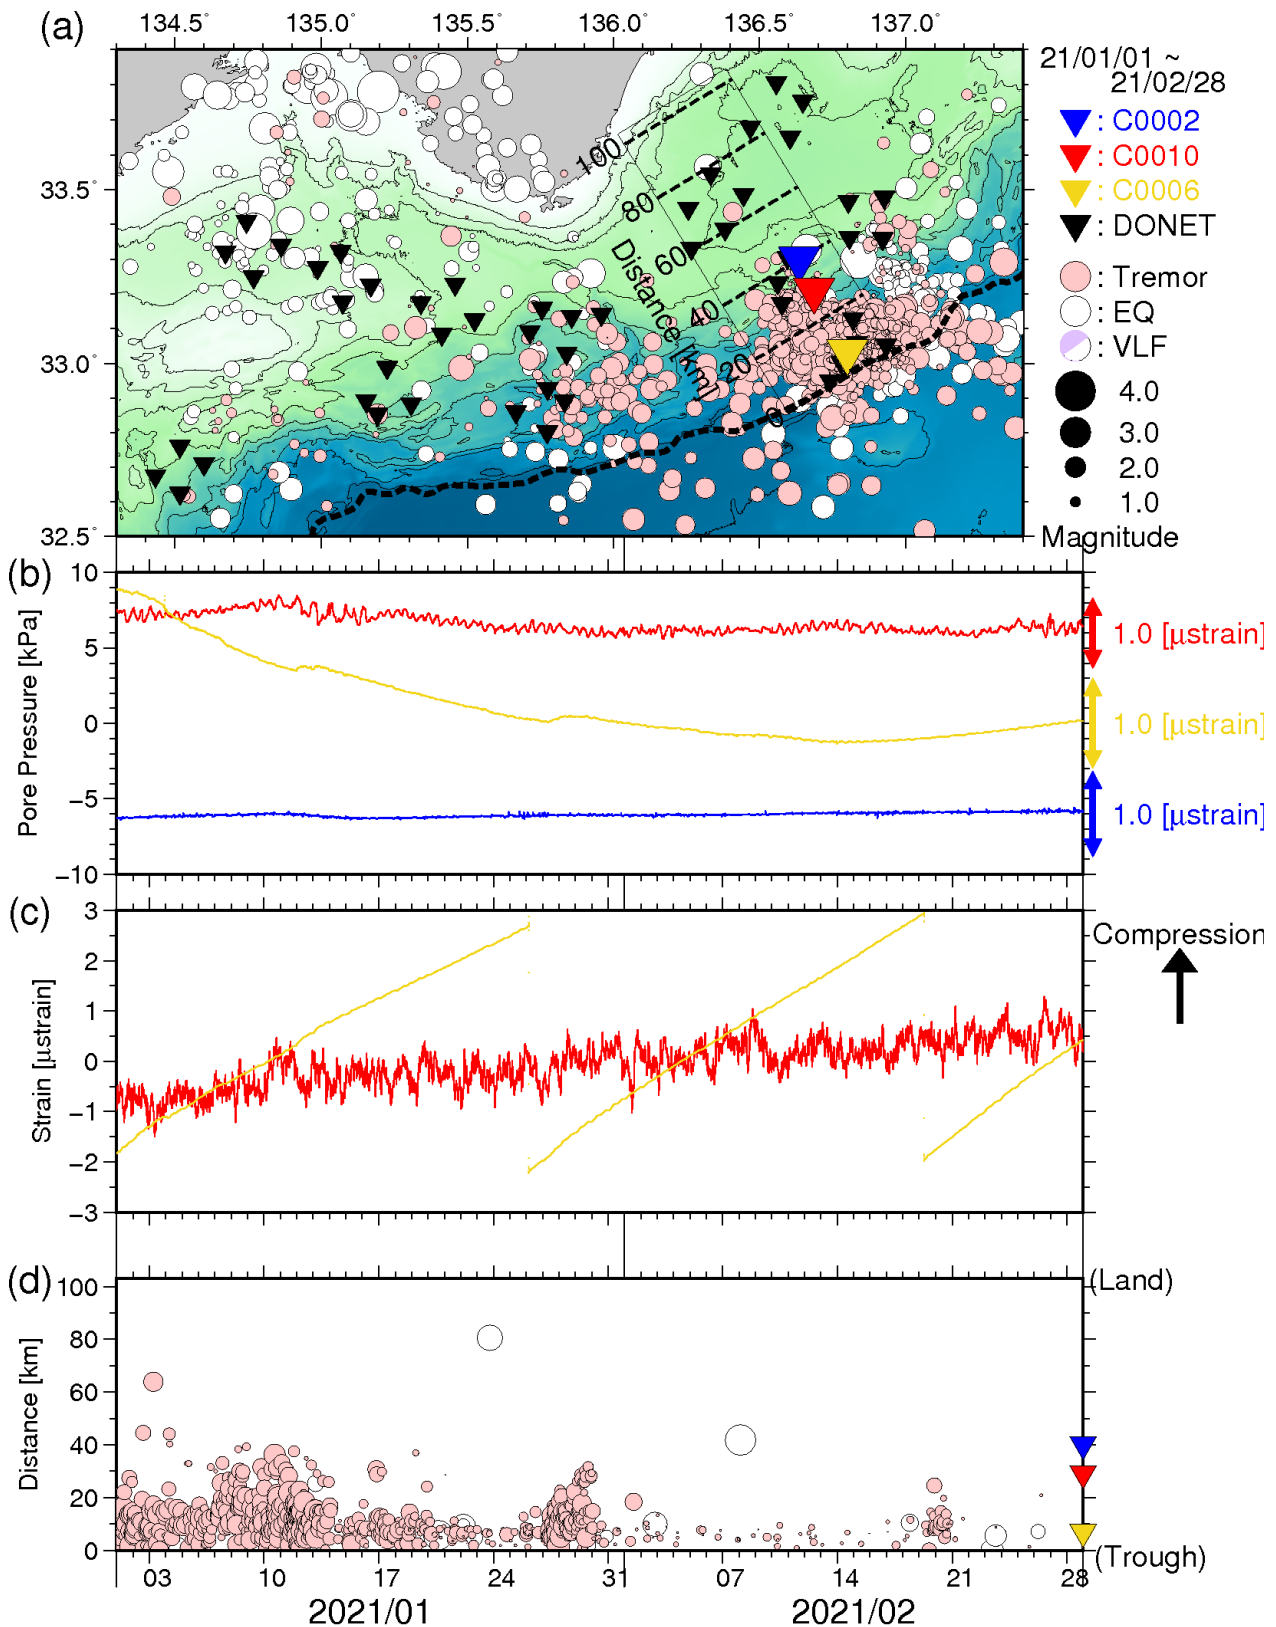 (a)
134.5° 135.0° 135.5° 136.0° 136.5° 137.0°
33.5°
33.0°
32.5°
100
80
60
40
20
0
Distance [km]
21/01/01 ~
21/02/28
: C0002
: C0010
: C0006
: DONET
: Tremor
: EQ
: VLF
4.0
3.0
2.0
1.0
Magnitude
(b)
Pore Pressure [kPa]
10
5
0
−5
−10
1.0 [μstrain]
1.0 [μstrain]
1.0 [μstrain]
(c)
Strain [μstrain]
3
2
1
0
−1
−2
−3
Compression
(d)
Distance [km]
100
80
60
40
20
0
(Land)
(Trough)
03 10 17 24 31 07 14 21 28
2021/01 2021/02